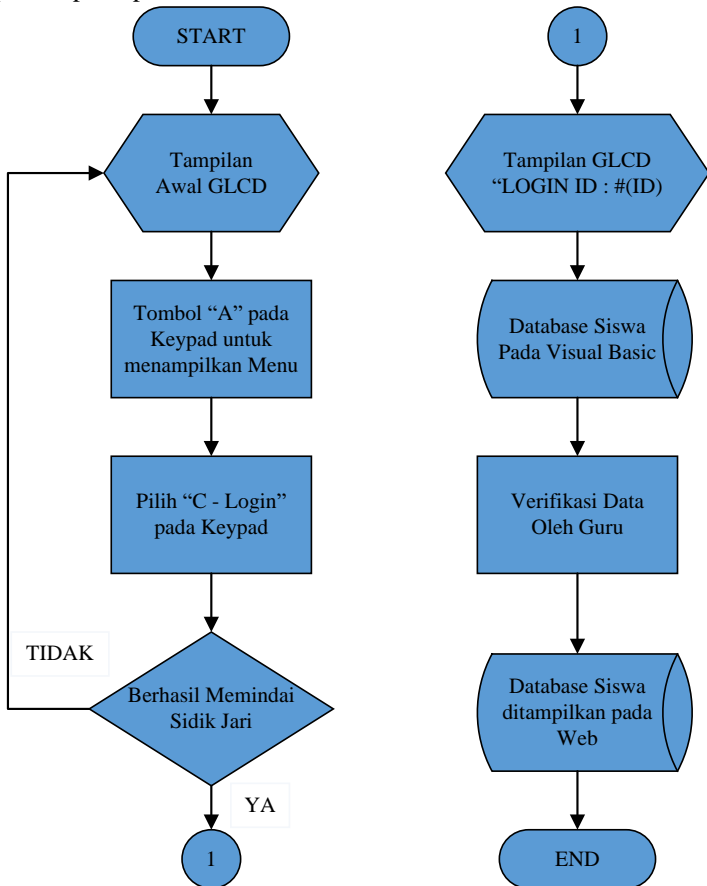 START
Tampilan
Awal GLCD
Tombol “A” pada
Keypad untuk
menampilkan Menu
Pilih “C - Login”
pada Keypad
TIDAK
Berhasil Memindai
Sidik Jari
YA
1
1
Tampilan GLCD
“LOGIN ID : #(ID)
Database Siswa
Pada Visual Basic
Verifikasi Data
Oleh Guru
Database Siswa
ditampilkan pada
Web
END